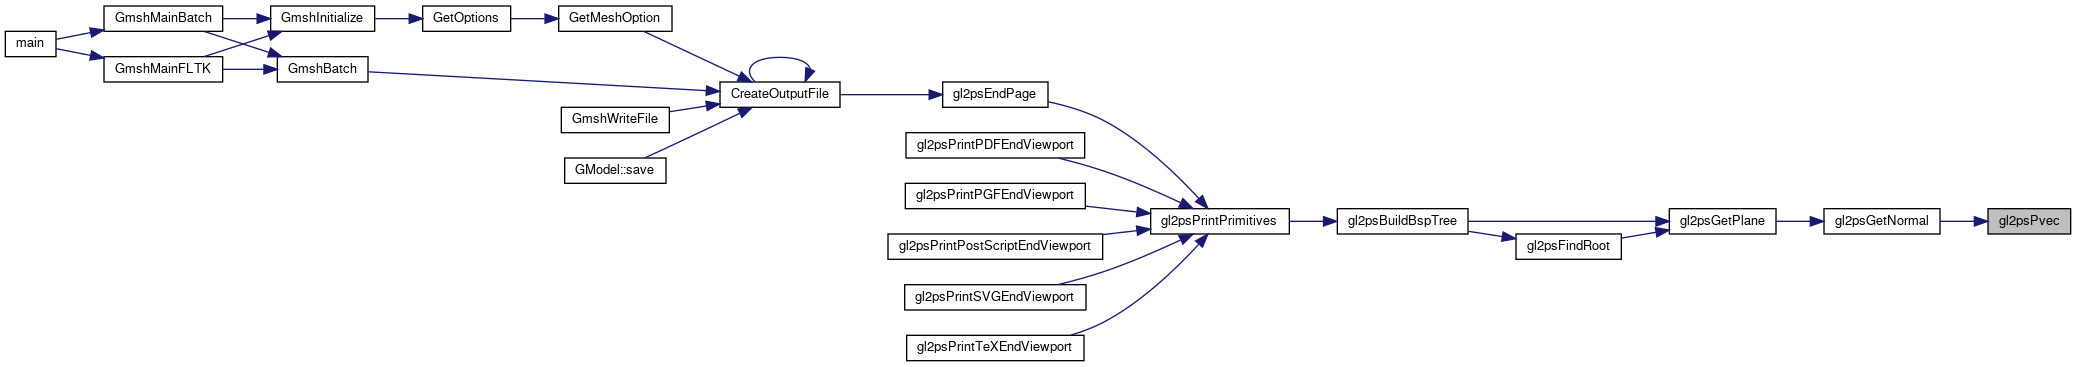 main
GmshMainBatch
GmshMainFLTK
GmshInitialize
GmshBatch
GetOptions
GetMeshOption
GmshWriteFile
GModel::save
CreateOutputFile
gl2psEndPage
gl2psPrintPDFEndViewport
gl2psPrintPGFEndViewport
gl2psPrintPostScriptEndViewport
gl2psPrintSVGEndViewport
gl2psPrintTeXEndViewport
gl2psPrintPrimitives
gl2psBuildBspTree
gl2psFindRoot
gl2psGetPlane
gl2psGetNormal
gl2psPvec